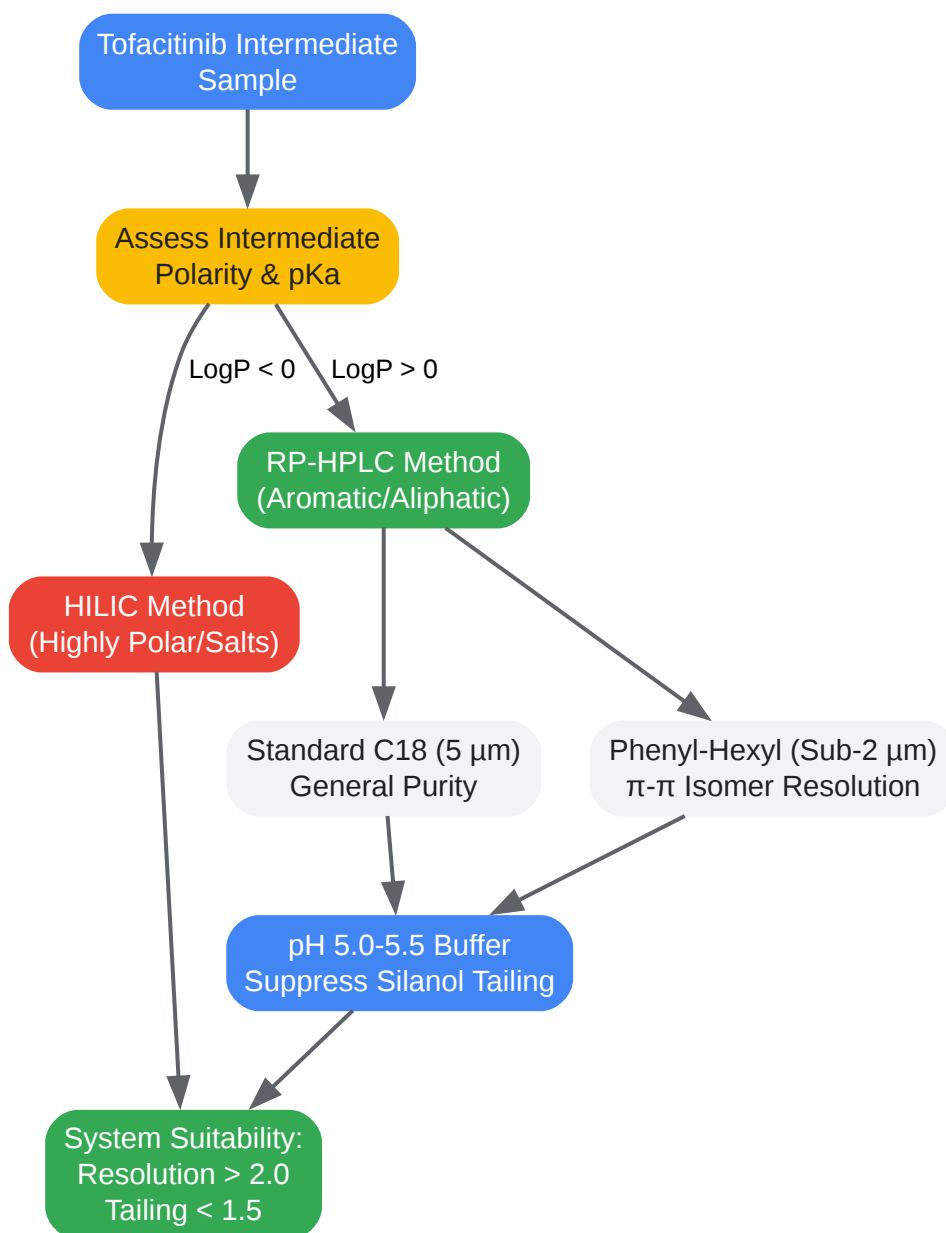 Tofacitinib Intermediate
Sample
Assess Intermediate
Polarity & pKa
LogP < 0
LogP > 0
RP-HPLC Method
(Aromatic/Aliphatic)
HILIC Method
(Highly Polar/Salts)
Standard C18 (5 µm)
General Purity
Phenyl-Hexyl (Sub-2 µm)
π-π Isomer Resolution
pH 5.0-5.5 Buffer
Suppress Silanol Tailing
System Suitability:
Resolution > 2.0
Tailing < 1.5